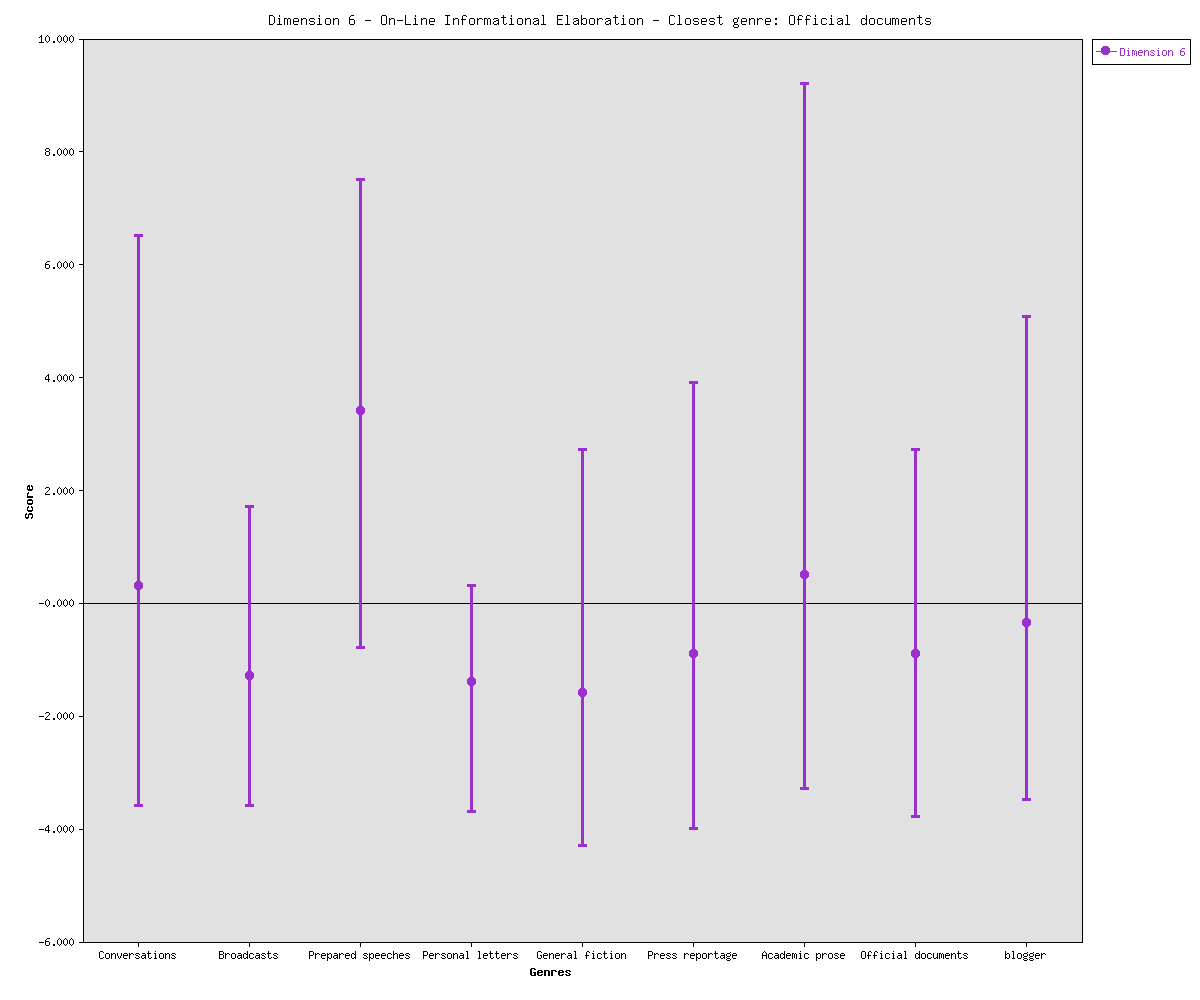 Dimension 6 - On-Line Informational Elaboration - Closest genre: Official documents
10.000
Dimension 6
8.000
6.000
4.000
2.000
Score
-0.000
-2.000
-4.000
-6.000
Conversations Broadcasts Prepared speeches Personal letters General fiction Press reportage Academic prose Official documents blogger
Genres